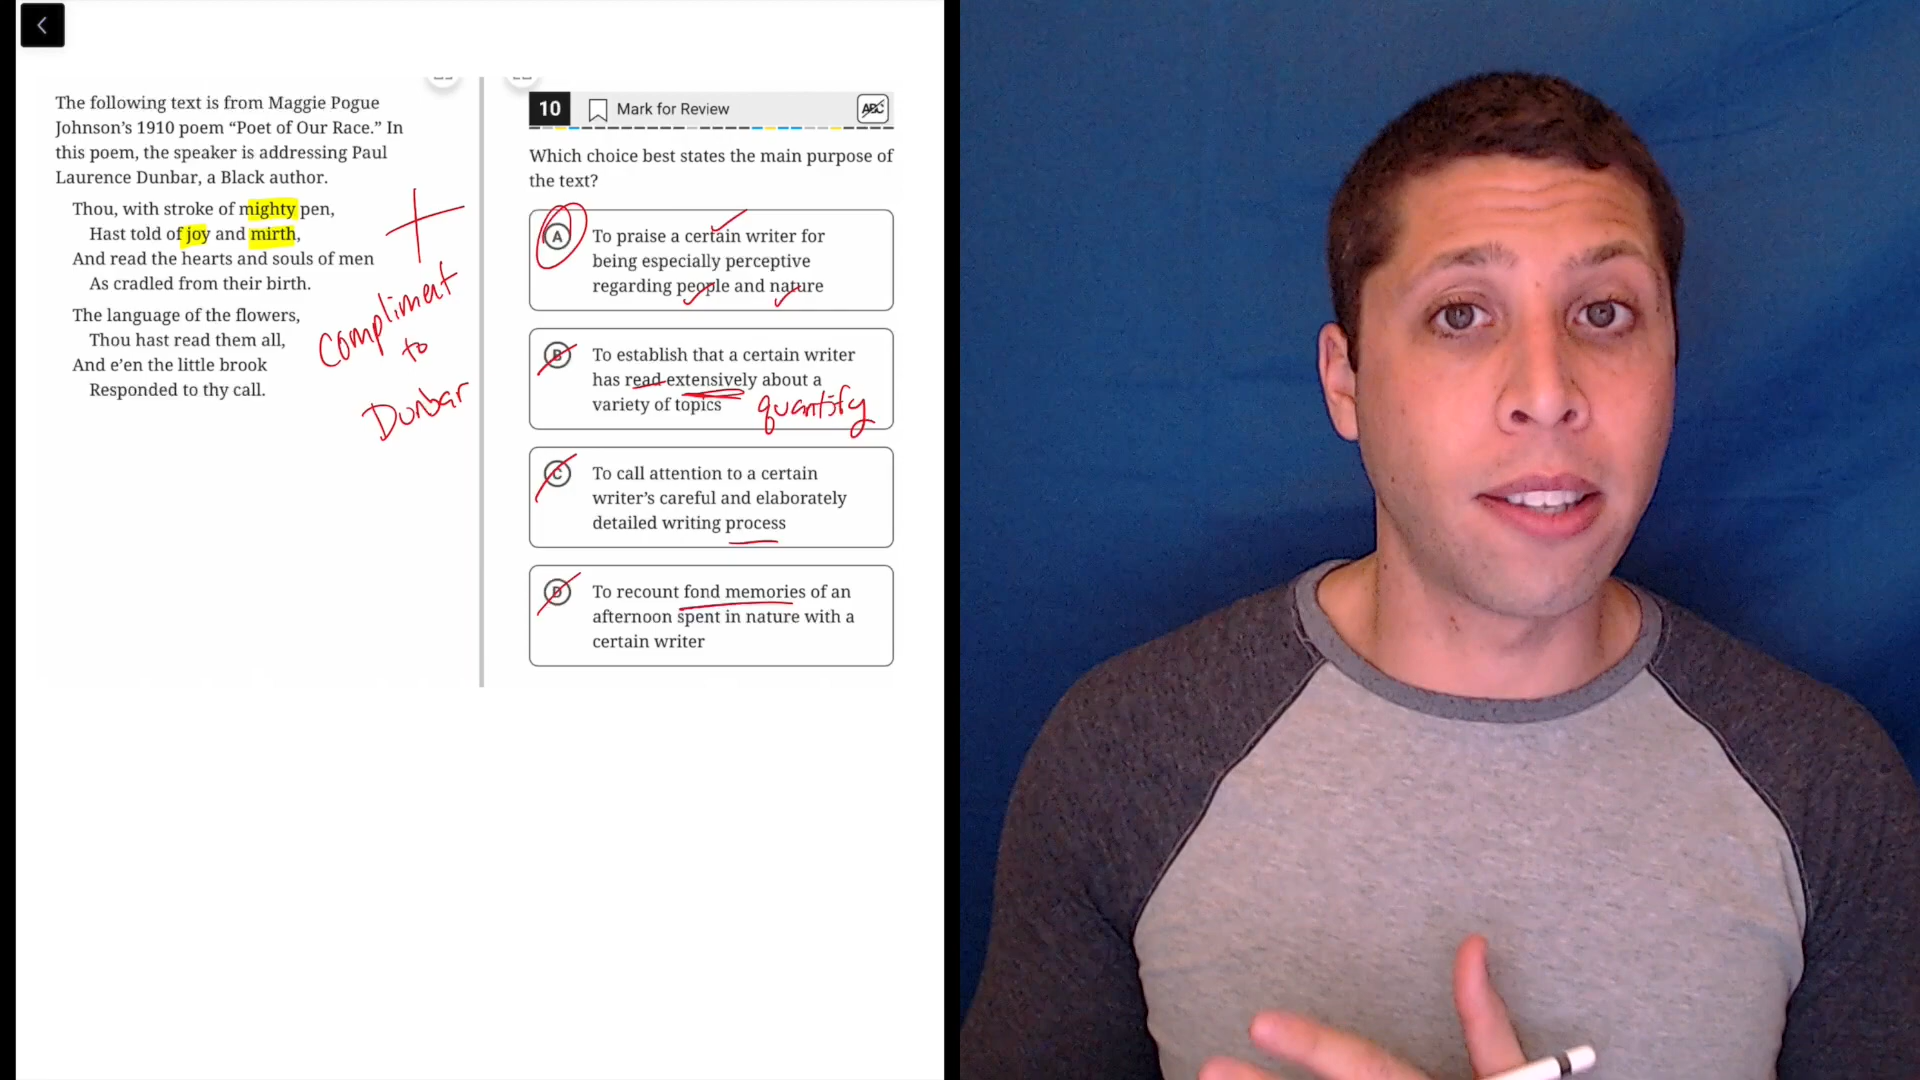 The following text is from Maggie Pogue
Johnson's 1910 poem “Poet of Our Race.” In
this poem, the speaker is addressing Paul
Laurence Dunbar, a Black author.
Thou, with stroke of mighty pen,
Hast told of joy and mirth,
And read the hearts and souls of men
As cradled from their birth.
The language of the flowers,
Thou hast read them all,
And e'en the little brook
Responded to thy call.
+
Compliment
to
Dunbar
10 Mark for Review ABC
Which choice best states the main purpose of
the text?
A To praise a certain writer for
being especially perceptive
regarding people and nature
B To establish that a certain writer
has read extensively about a
variety of topics
quantify
C To call attention to a certain
writer's careful and elaborately
detailed writing process
D To recount fond memories of an
afternoon spent in nature with a
certain writer